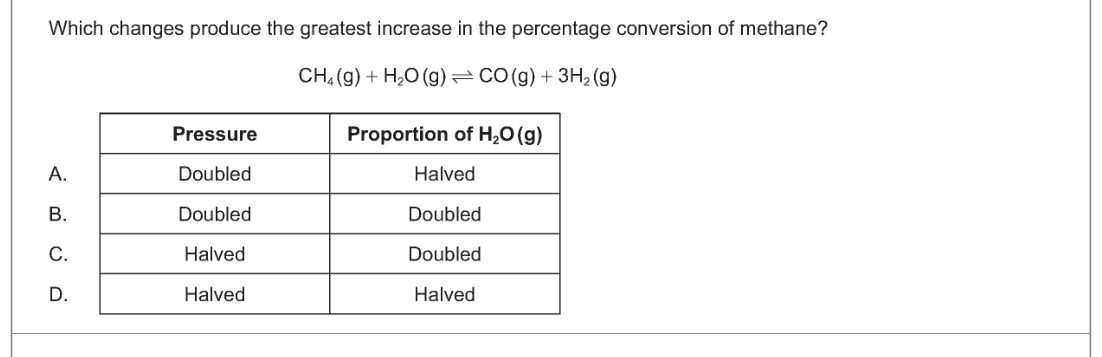 Which changes produce the greatest increase in the percentage conversion of methane?
CH₄(g) + H₂O(g) ⇌ CO(g) + 3H₂(g)
Pressure Proportion of H₂O(g)
A. Doubled Halved
B. Doubled Doubled
C. Halved Doubled
D. Halved Halved